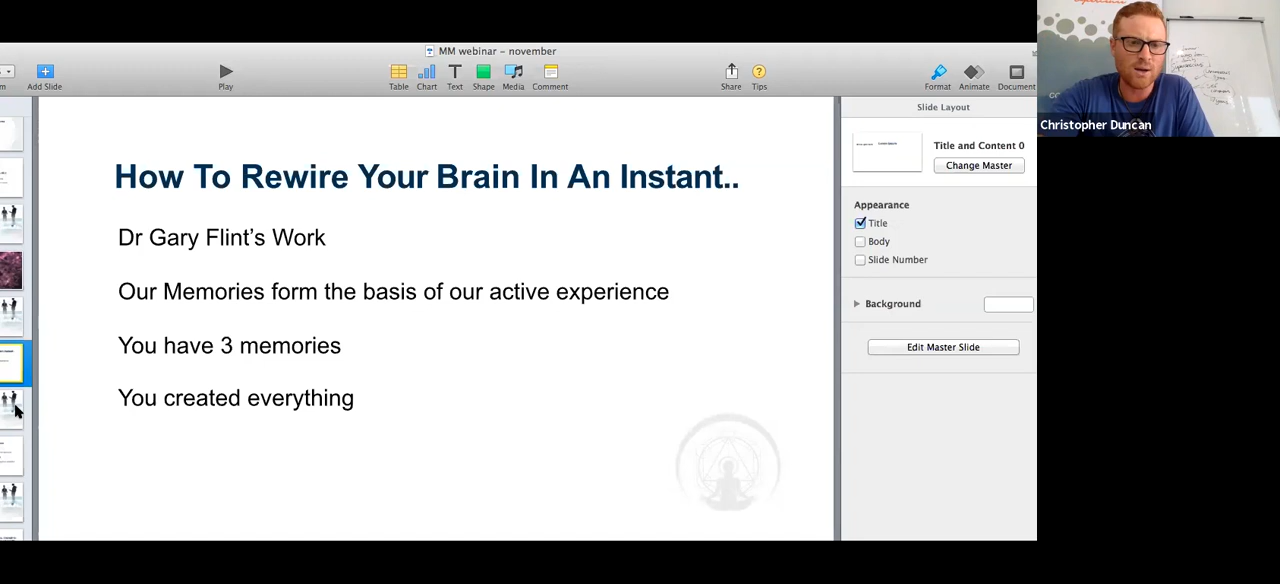 MM webinar – november
Add Slide
Play
Table
Chart
Text
Shape
Media
Comment
Share
Tips
Format
Animate
Document
Slide Layout
Title and Content 0
Change Master
Appearance
Title
Body
Slide Number
Background
Edit Master Slide
How To Rewire Your Brain In An Instant..
Dr Gary Flint's Work
Our Memories form the basis of our active experience
You have 3 memories
You created everything
Christopher Duncan